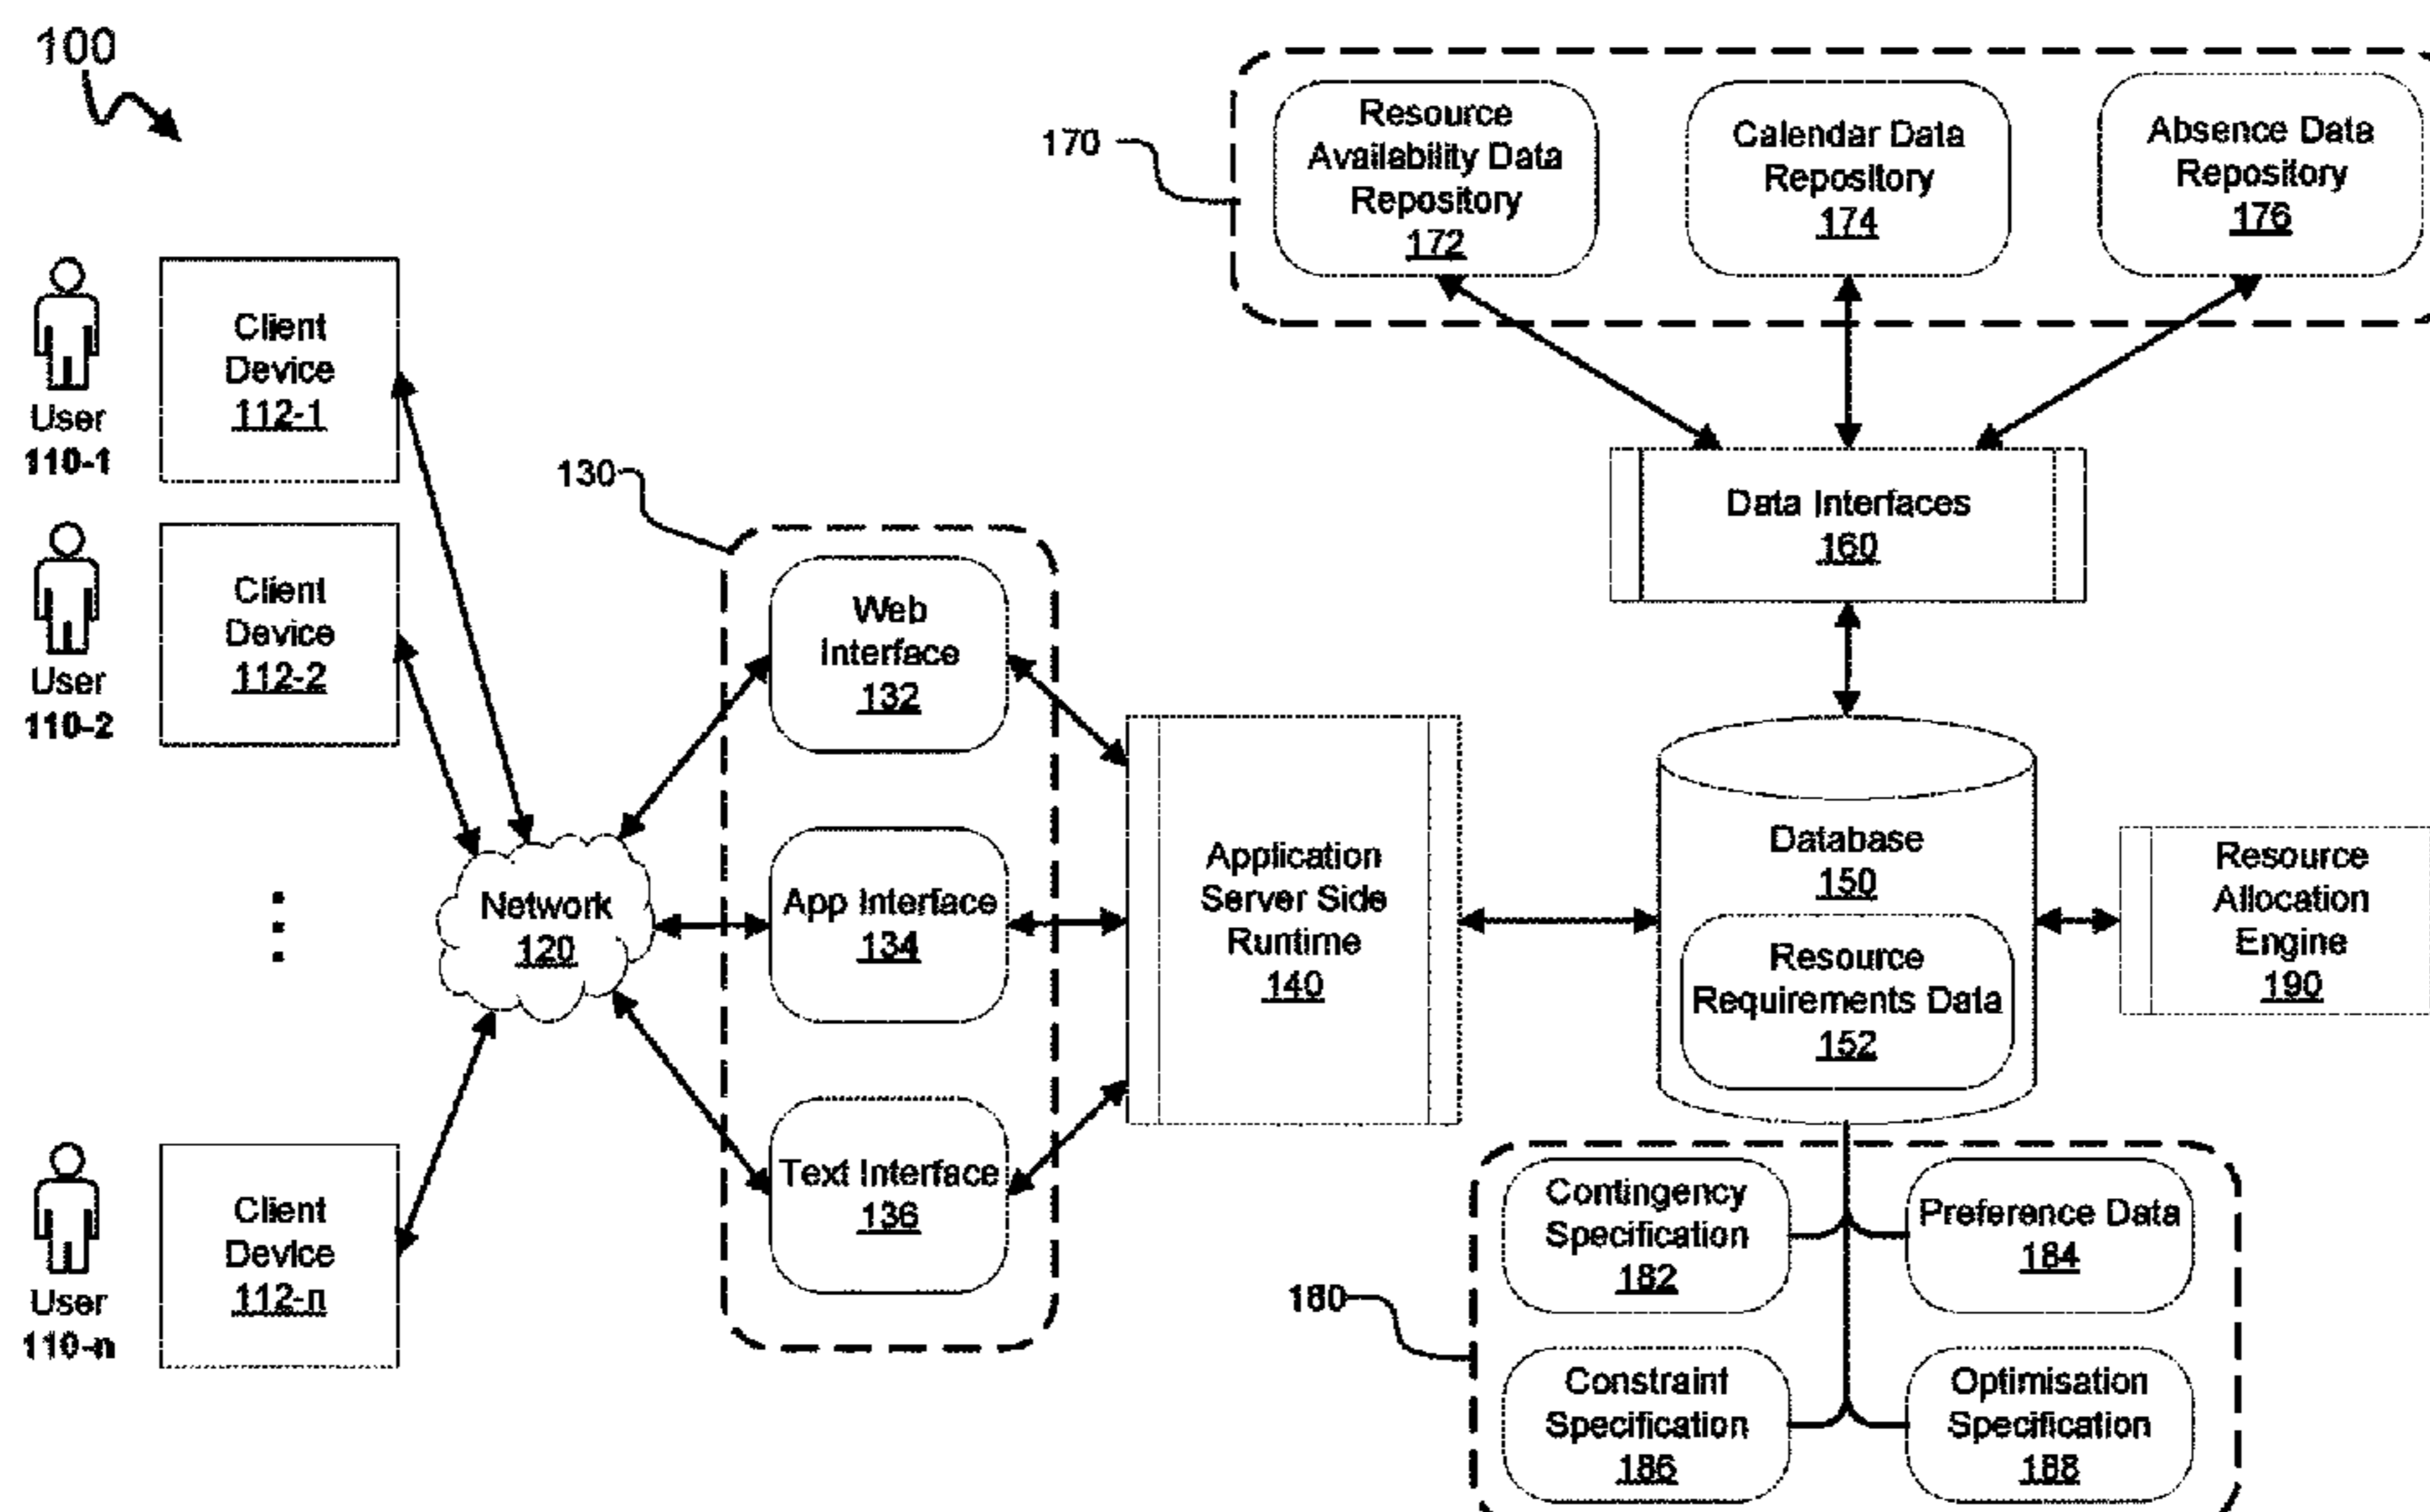 100
170
Resource
Availability Data
Repository
172
Calendar Data
Repository
174
Absence Data
Repository
176
User
110-1
Client
Device
112-1
User
110-2
Client
Device
112-2
User
110-n
Client
Device
112-n
Network
120
130
Web
Interface
132
App Interface
134
Text Interface
136
Application
Server Side
Runtime
140
Data Interfaces
160
Database
150
Resource
Requirements Data
152
Resource
Allocation
Engine
190
180
Contingency
Specification
182
Preference Data
184
Constraint
Specification
186
Optimisation
Specification
188